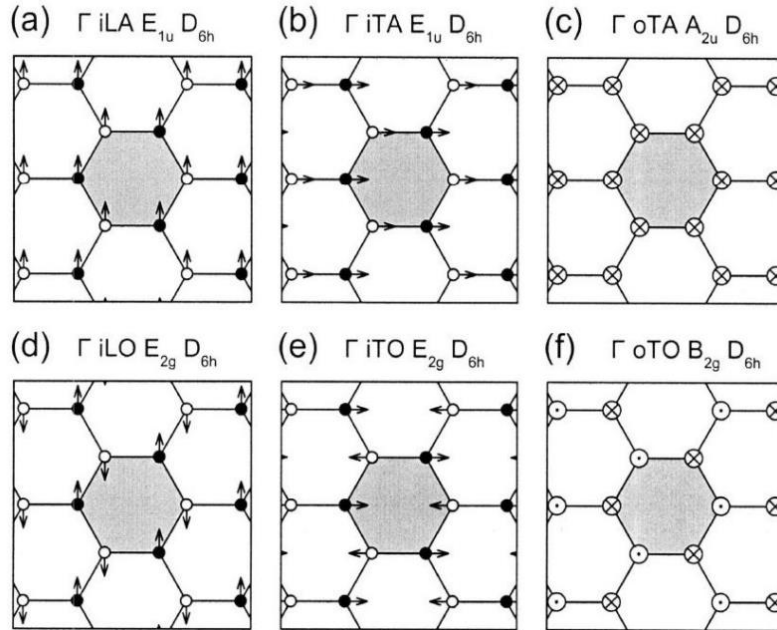 (a) Γ iLA E₁ᵤ D₆ₕ
(b) Γ iTA E₁ᵤ D₆ₕ
(c) Γ oTA A₂ᵤ D₆ₕ
(d) Γ iLO E₂g D₆ₕ
(e) Γ iTO E₂g D₆ₕ
(f) Γ oTO B₂g D₆ₕ